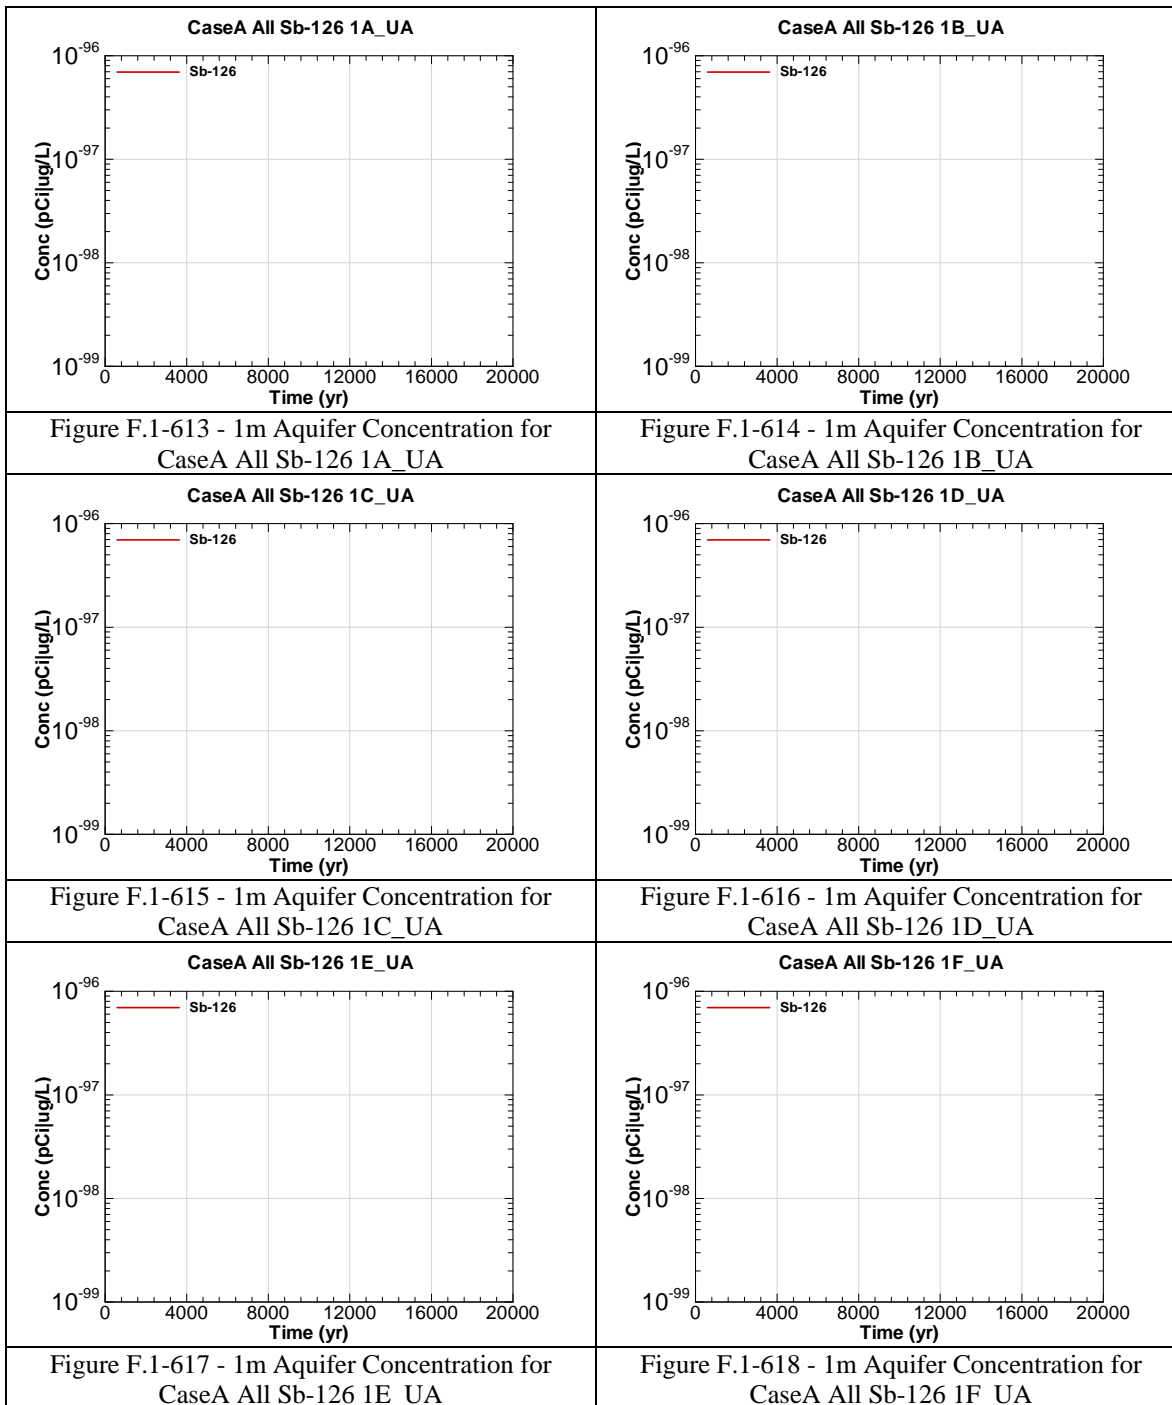 CaseA All Sb-126 1A_UA
Sb-126
10^-96
10^-97
10^-98
10^-99
Conc (pCi|ug/L)
0 4000 8000 12000 16000 20000
Time (yr)
Figure F.1-613 - 1m Aquifer Concentration for
CaseA All Sb-126 1A_UA
CaseA All Sb-126 1B_UA
Sb-126
10^-96
10^-97
10^-98
10^-99
Conc (pCi|ug/L)
0 4000 8000 12000 16000 20000
Time (yr)
Figure F.1-614 - 1m Aquifer Concentration for
CaseA All Sb-126 1B_UA
CaseA All Sb-126 1C_UA
Sb-126
10^-96
10^-97
10^-98
10^-99
Conc (pCi|ug/L)
0 4000 8000 12000 16000 20000
Time (yr)
Figure F.1-615 - 1m Aquifer Concentration for
CaseA All Sb-126 1C_UA
CaseA All Sb-126 1D_UA
Sb-126
10^-96
10^-97
10^-98
10^-99
Conc (pCi|ug/L)
0 4000 8000 12000 16000 20000
Time (yr)
Figure F.1-616 - 1m Aquifer Concentration for
CaseA All Sb-126 1D_UA
CaseA All Sb-126 1E_UA
Sb-126
10^-96
10^-97
10^-98
10^-99
Conc (pCi|ug/L)
0 4000 8000 12000 16000 20000
Time (yr)
Figure F.1-617 - 1m Aquifer Concentration for
CaseA All Sb-126 1E_UA
CaseA All Sb-126 1F_UA
Sb-126
10^-96
10^-97
10^-98
10^-99
Conc (pCi|ug/L)
0 4000 8000 12000 16000 20000
Time (yr)
Figure F.1-618 - 1m Aquifer Concentration for
CaseA All Sb-126 1F_UA